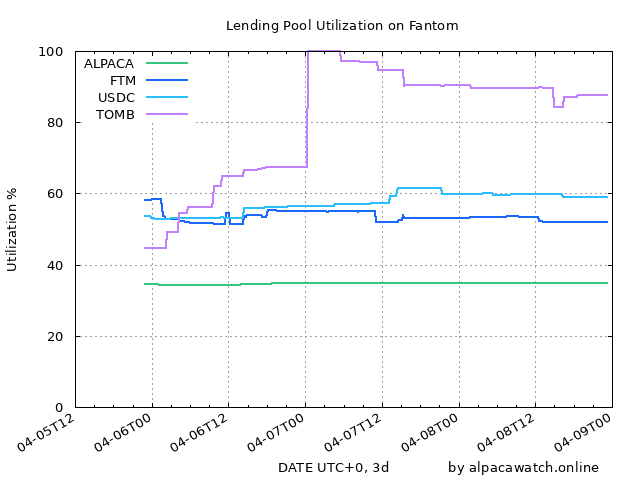 Lending Pool Utilization on Fantom
100
80
60
40
20
0
Utilization %
ALPACA
FTM
USDC
TOMB
04-05T12
04-06T00
04-06T12
04-07T00
04-07T12
04-08T00
04-08T12
04-09T00
DATE UTC+0, 3d
by alpacawatch.online